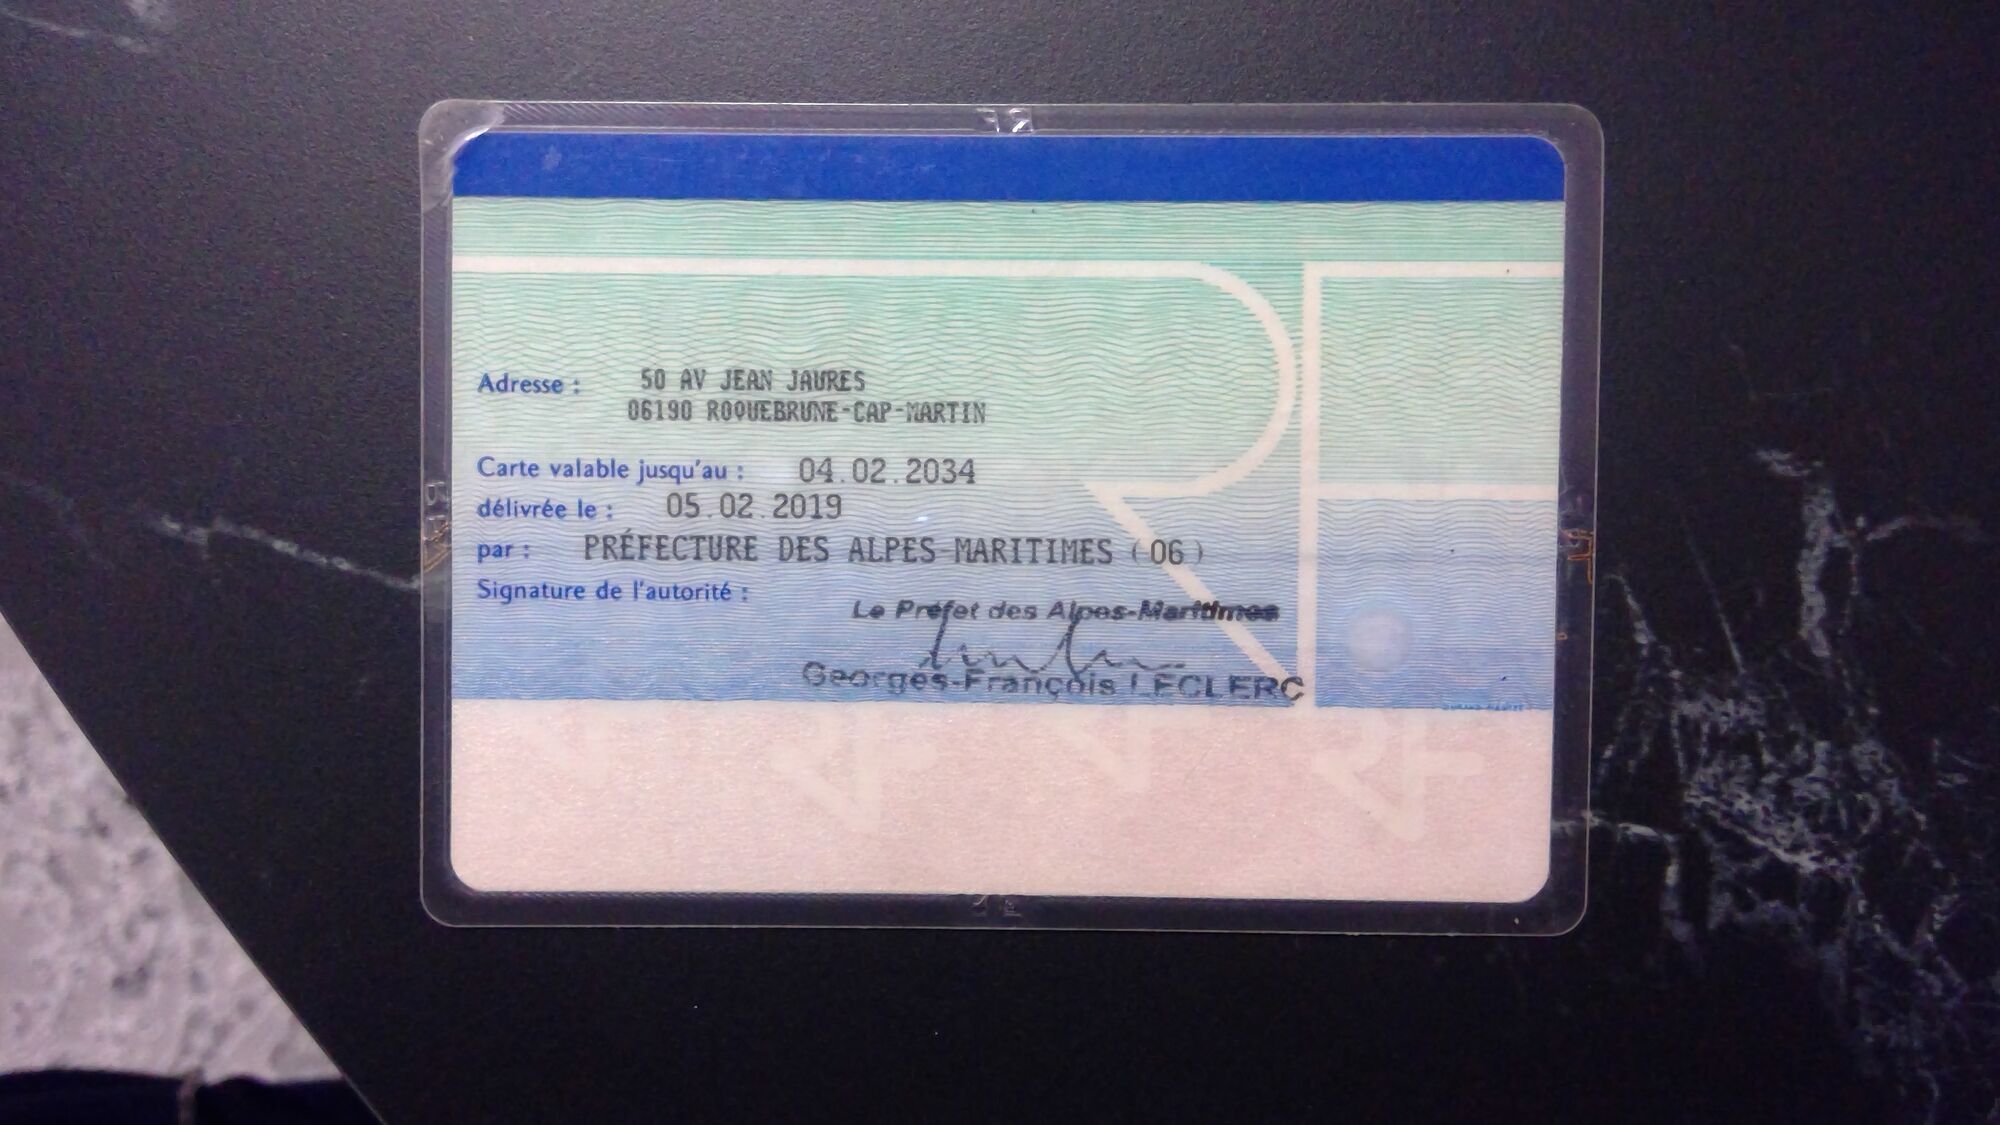 Adresse : 50 AV JEAN JAURES
06190 ROQUEBRUNE-CAP-MARTIN
Carte valable jusqu'au : 04.02.2034
délivrée le : 05.02.2019
par : PRÉFECTURE DES ALPES-MARITIMES (06)
Signature de l'autorité :
Le Préfet des Alpes-Maritimes
Georges-François LECLERC
RF